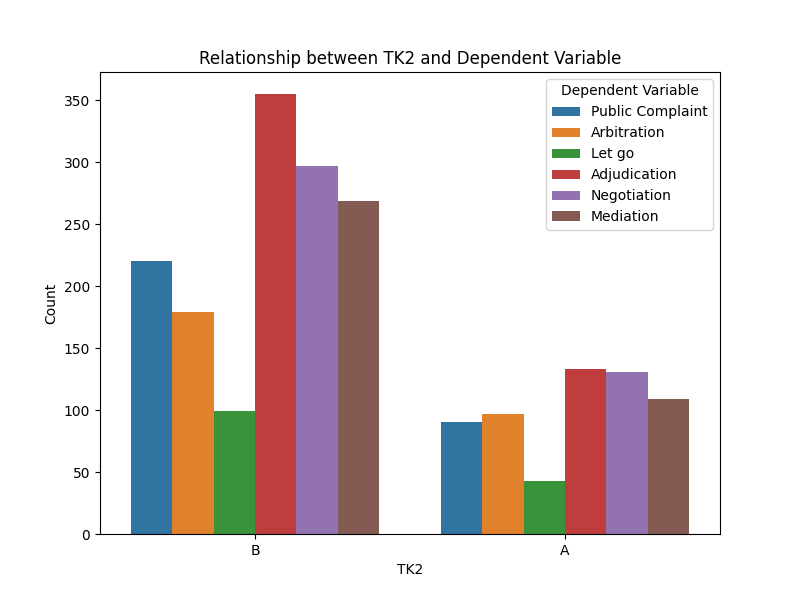 Relationship between TK2 and Dependent Variable
Dependent Variable
Public Complaint
Arbitration
Let go
Adjudication
Negotiation
Mediation
Count
350
300
250
200
150
100
50
0
B
A
TK2